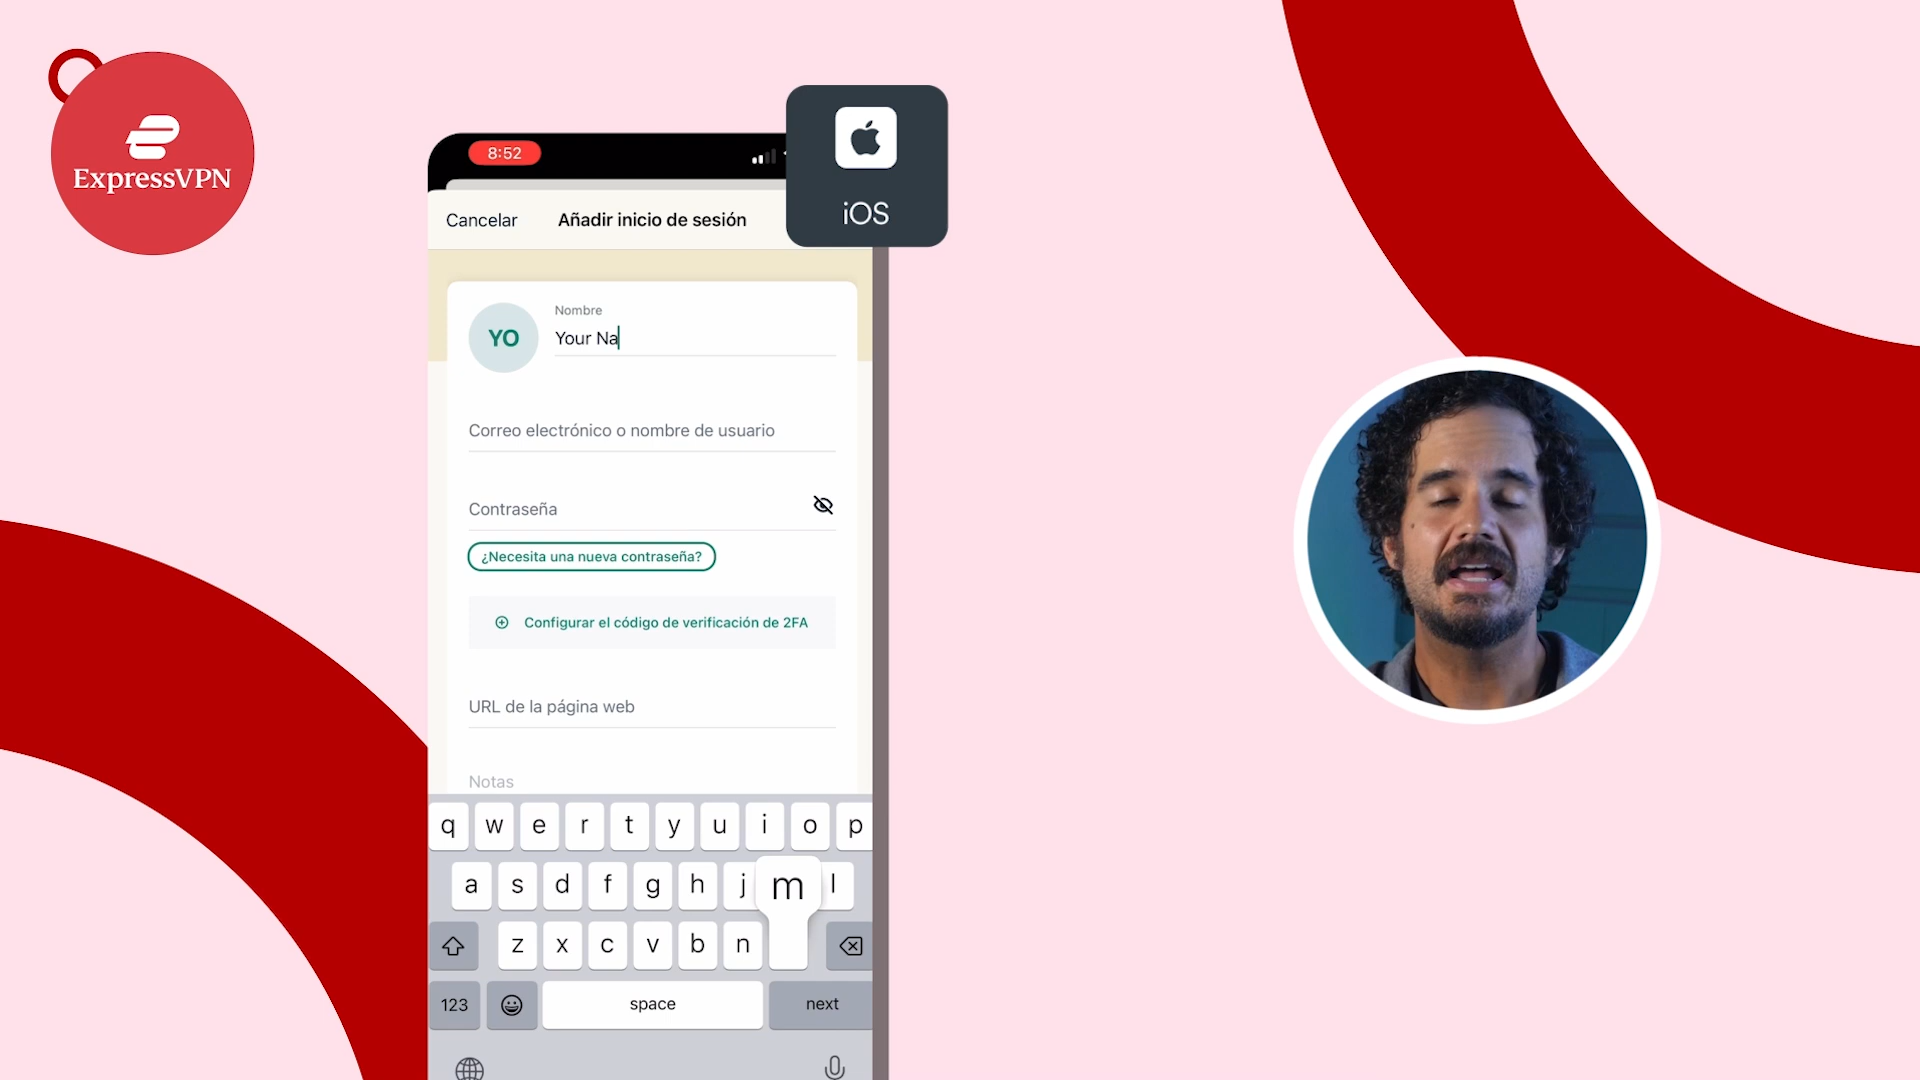 ExpressVPN
iOS
8:52
Cancelar
Añadir inicio de sesión
YO
Nombre
Your Na
Correo electrónico o nombre de usuario
Contraseña
¿Necesita una nueva contraseña?
Configurar el código de verificación de 2FA
URL de la página web
Notas
q w e r t y u i o p
a s d f g h j m l
z x c v b n
123 space next